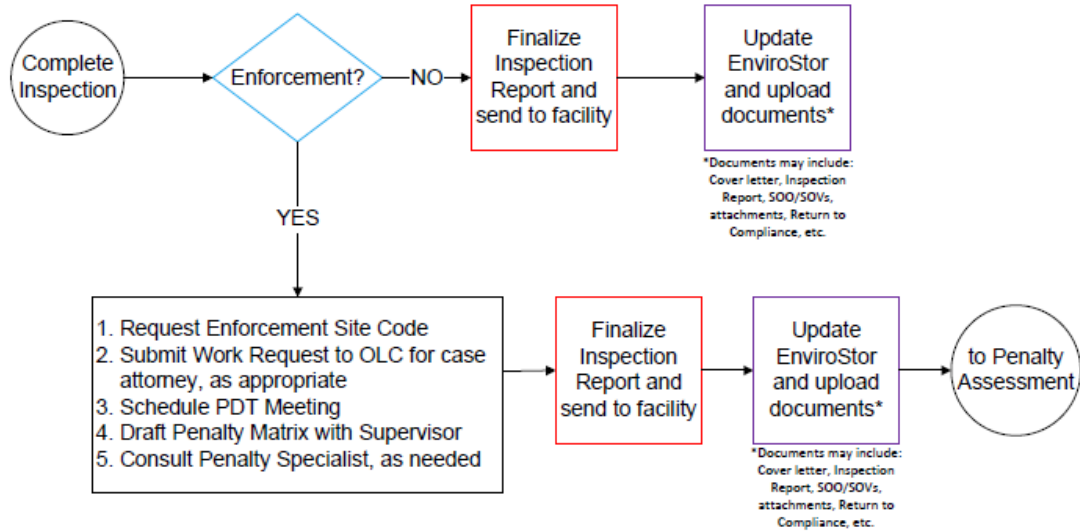 Complete
Inspection
Enforcement?
NO
Finalize
Inspection
Report and
send to facility
Update
EnviroStor
and upload
documents*
*Documents may include:
Cover letter, Inspection
Report, SOO/SOVs,
attachments, Return to
Compliance, etc.
YES
1. Request Enforcement Site Code
2. Submit Work Request to OLC for case
attorney, as appropriate
3. Schedule PDT Meeting
4. Draft Penalty Matrix with Supervisor
5. Consult Penalty Specialist, as needed
Finalize
Inspection
Report and
send to facility
Update
EnviroStor
and upload
documents*
*Documents may include:
Cover letter, Inspection
Report, SOO/SOVs,
attachments, Return to
Compliance, etc.
to Penalty
Assessment